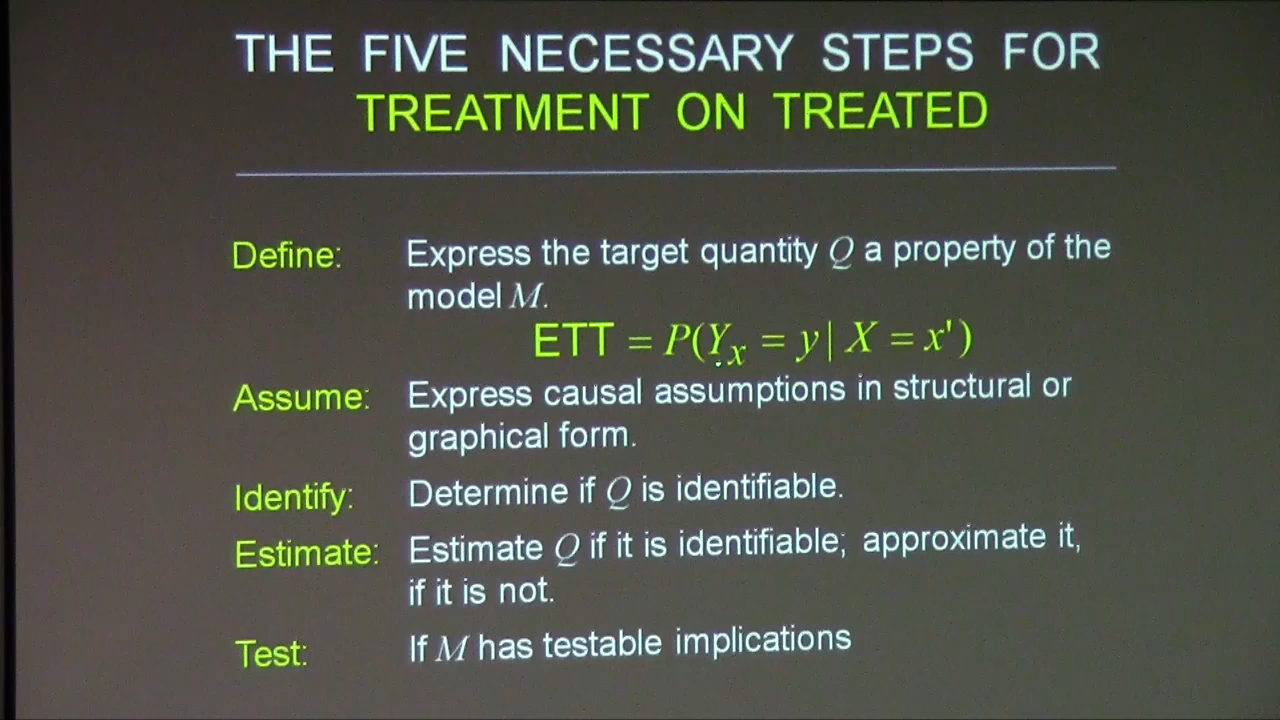 THE FIVE NECESSARY STEPS FOR
TREATMENT ON TREATED
Define: Express the target quantity Q a property of the
model M.
ETT = P(Y_x = y | X = x')
Assume: Express causal assumptions in structural or
graphical form.
Identify: Determine if Q is identifiable.
Estimate: Estimate Q if it is identifiable; approximate it,
if it is not.
Test: If M has testable implications